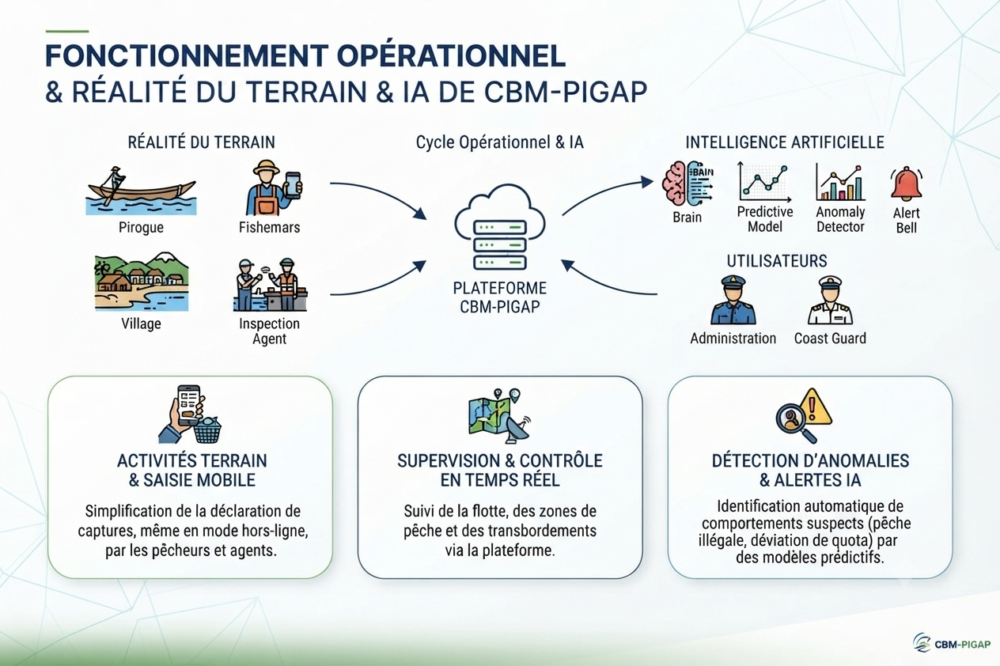 FONCTIONNEMENT OPÉRATIONNEL
& RÉALITÉ DU TERRAIN & IA DE CBM-PIGAP
RÉALITÉ DU TERRAIN
Pirogue
Fishemars
Village
Inspection
Agent
Cycle Opérationnel & IA
PLATEFORME
CBM-PIGAP
INTELLIGENCE ARTIFICIELLE
Brain
Predictive
Model
Anomaly
Detector
Alert
Bell
UTILISATEURS
Administration
Coast Guard
ACTIVITÉS TERRAIN
& SAISIE MOBILE
Simplification de la déclaration de
captures, même en mode hors-ligne,
par les pêcheurs et agents.
SUPERVISION & CONTRÔLE
EN TEMPS RÉEL
Suivi de la flotte, des zones de
pêche et des transbordements
via la plateforme.
DÉTECTION D'ANOMALIES
& ALERTES IA
Identification automatique de
comportements suspects (pêche
illégale, déviation de quota) par
des modèles prédictifs.
CBM-PIGAP